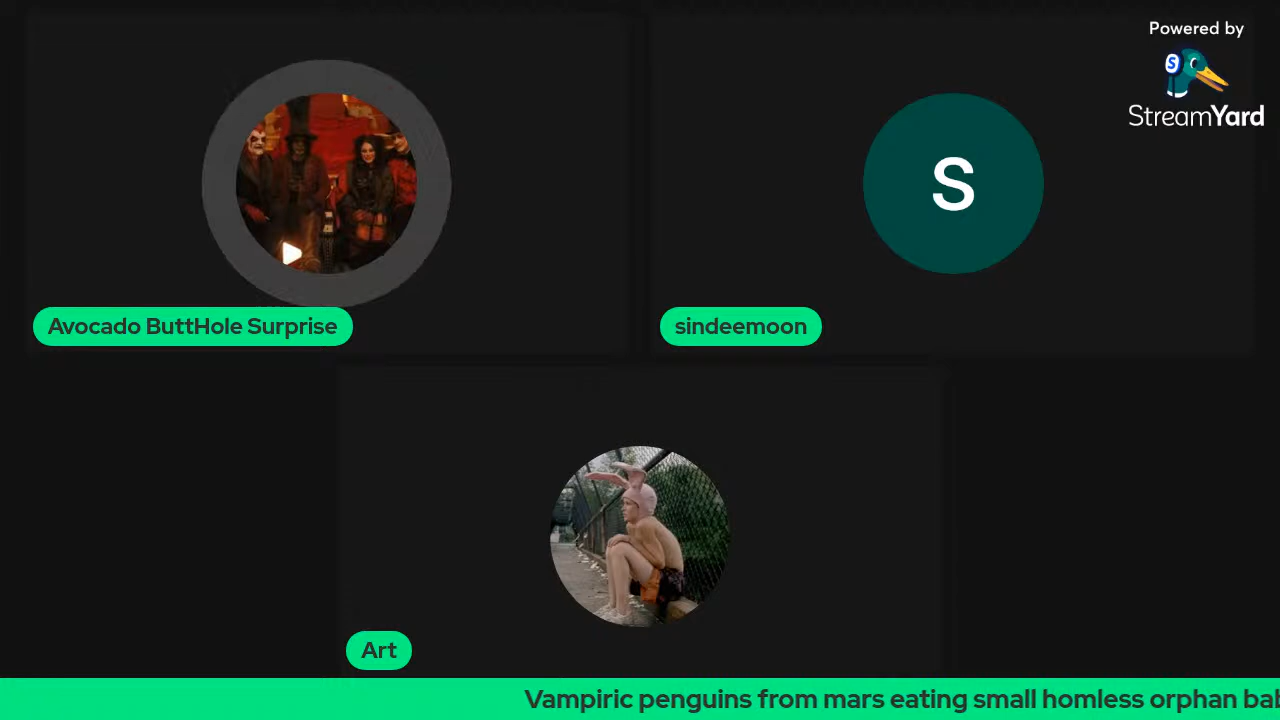 Powered by
StreamYard
Avocado ButtHole Surprise
sindeemoon
S
Art
Vampiric penguins from mars eating small homless orphan